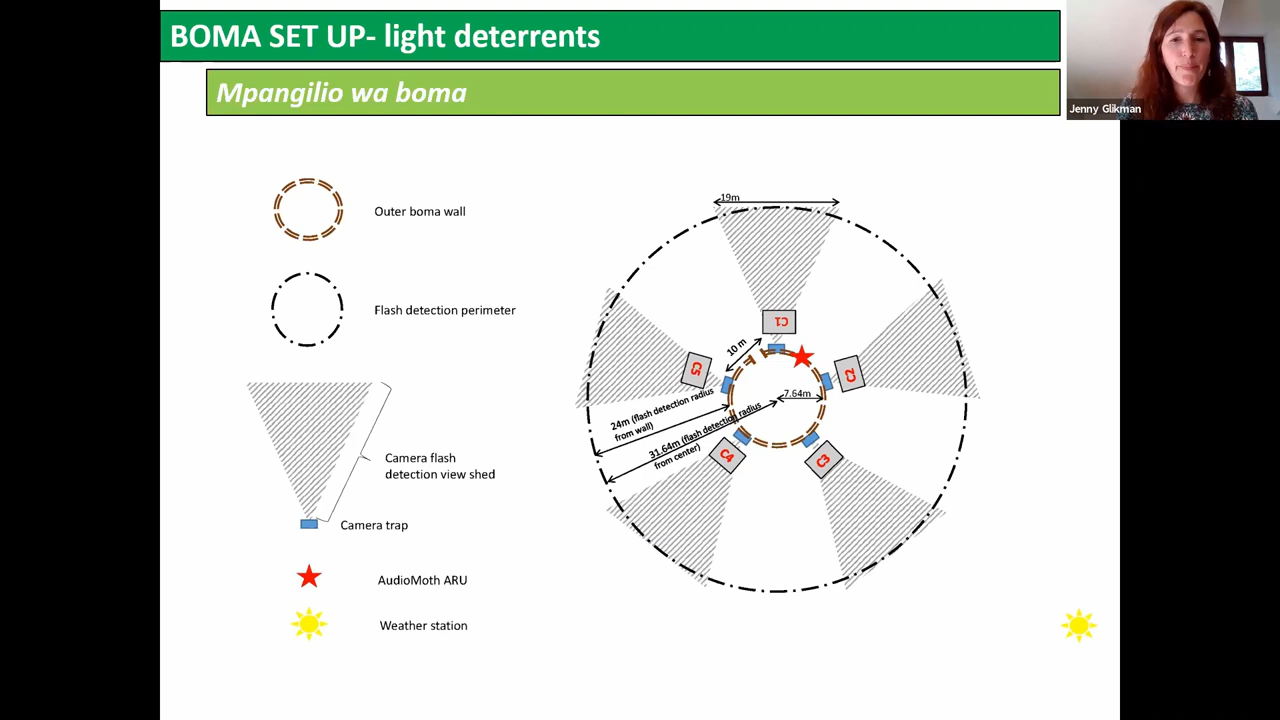 BOMA SET UP- light deterrents
Mpangilio wa boma
Jenny Glikman
Outer boma wall
Flash detection perimeter
Camera flash
detection view shed
Camera trap
AudioMoth ARU
Weather station
19m
C1
10 m
C5
C2
7.64m
24m (flash detection radius
from wall)
31.64m (flash detection radius
from center)
C4
C3